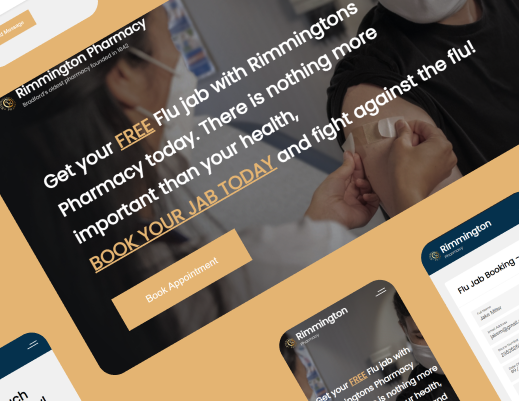 Message
Rimmington Pharmacy
Bradford's oldest pharmacy founded in 1842
Get your FREE Flu jab with Rimmingtons
Pharmacy today. There is nothing more
important than your health,
BOOK YOUR JAB TODAY and fight against the flu!
Book Appointment
Rimmington
Pharmacy
Flu Jab Booking
Jake Miller
Rimmington
Pharmacy
Get your FREE Flu jab with
Rimmingtons Pharmacy
is nothing more
your health,